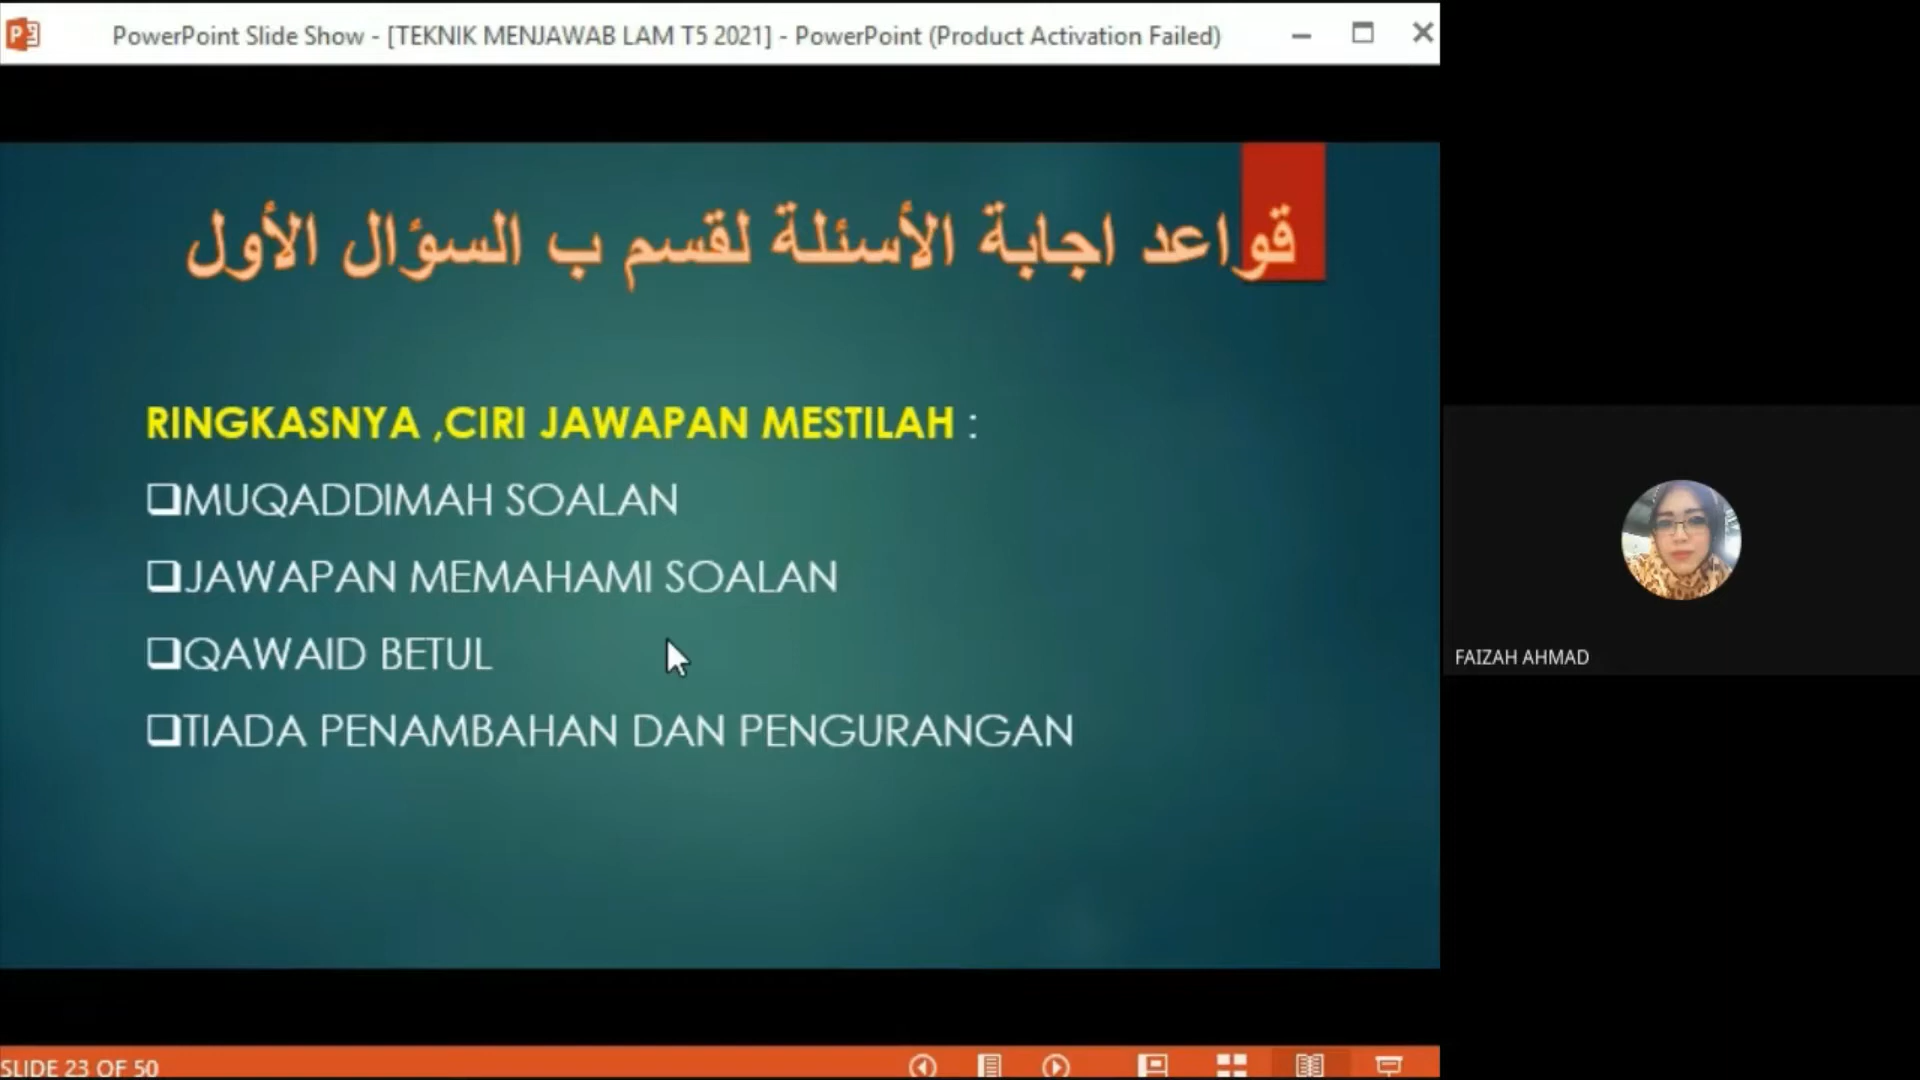 PowerPoint Slide Show - [TEKNIK MENJAWAB LAM T5 2021] - PowerPoint (Product Activation Failed)
قواعد اجابة الأسئلة لقسم ب السؤال الأول
RINGKASNYA ,CIRI JAWAPAN MESTILAH :
❑MUQADDIMAH SOALAN
❑JAWAPAN MEMAHAMI SOALAN
❑QAWAID BETUL
❑TIADA PENAMBAHAN DAN PENGURANGAN
FAIZAH AHMAD
SLIDE 23 OF 50